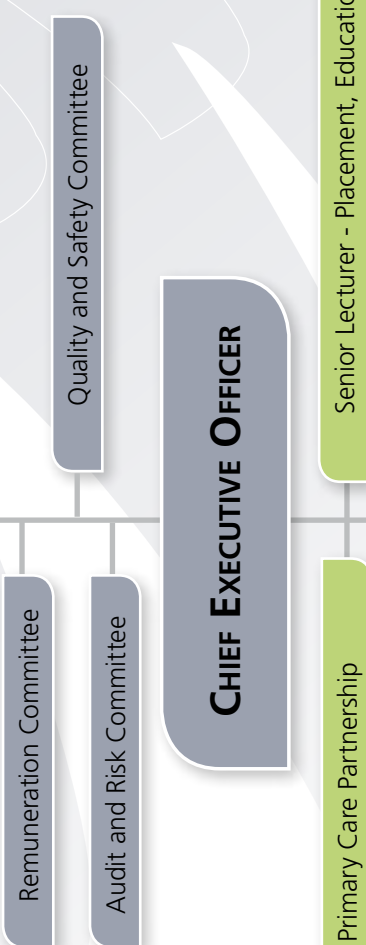 Remuneration Committee
Quality and Safety Committee
Audit and Risk Committee
CHIEF EXECUTIVE OFFICER
Primary Care Partnership
Senior Lecturer - Placement,